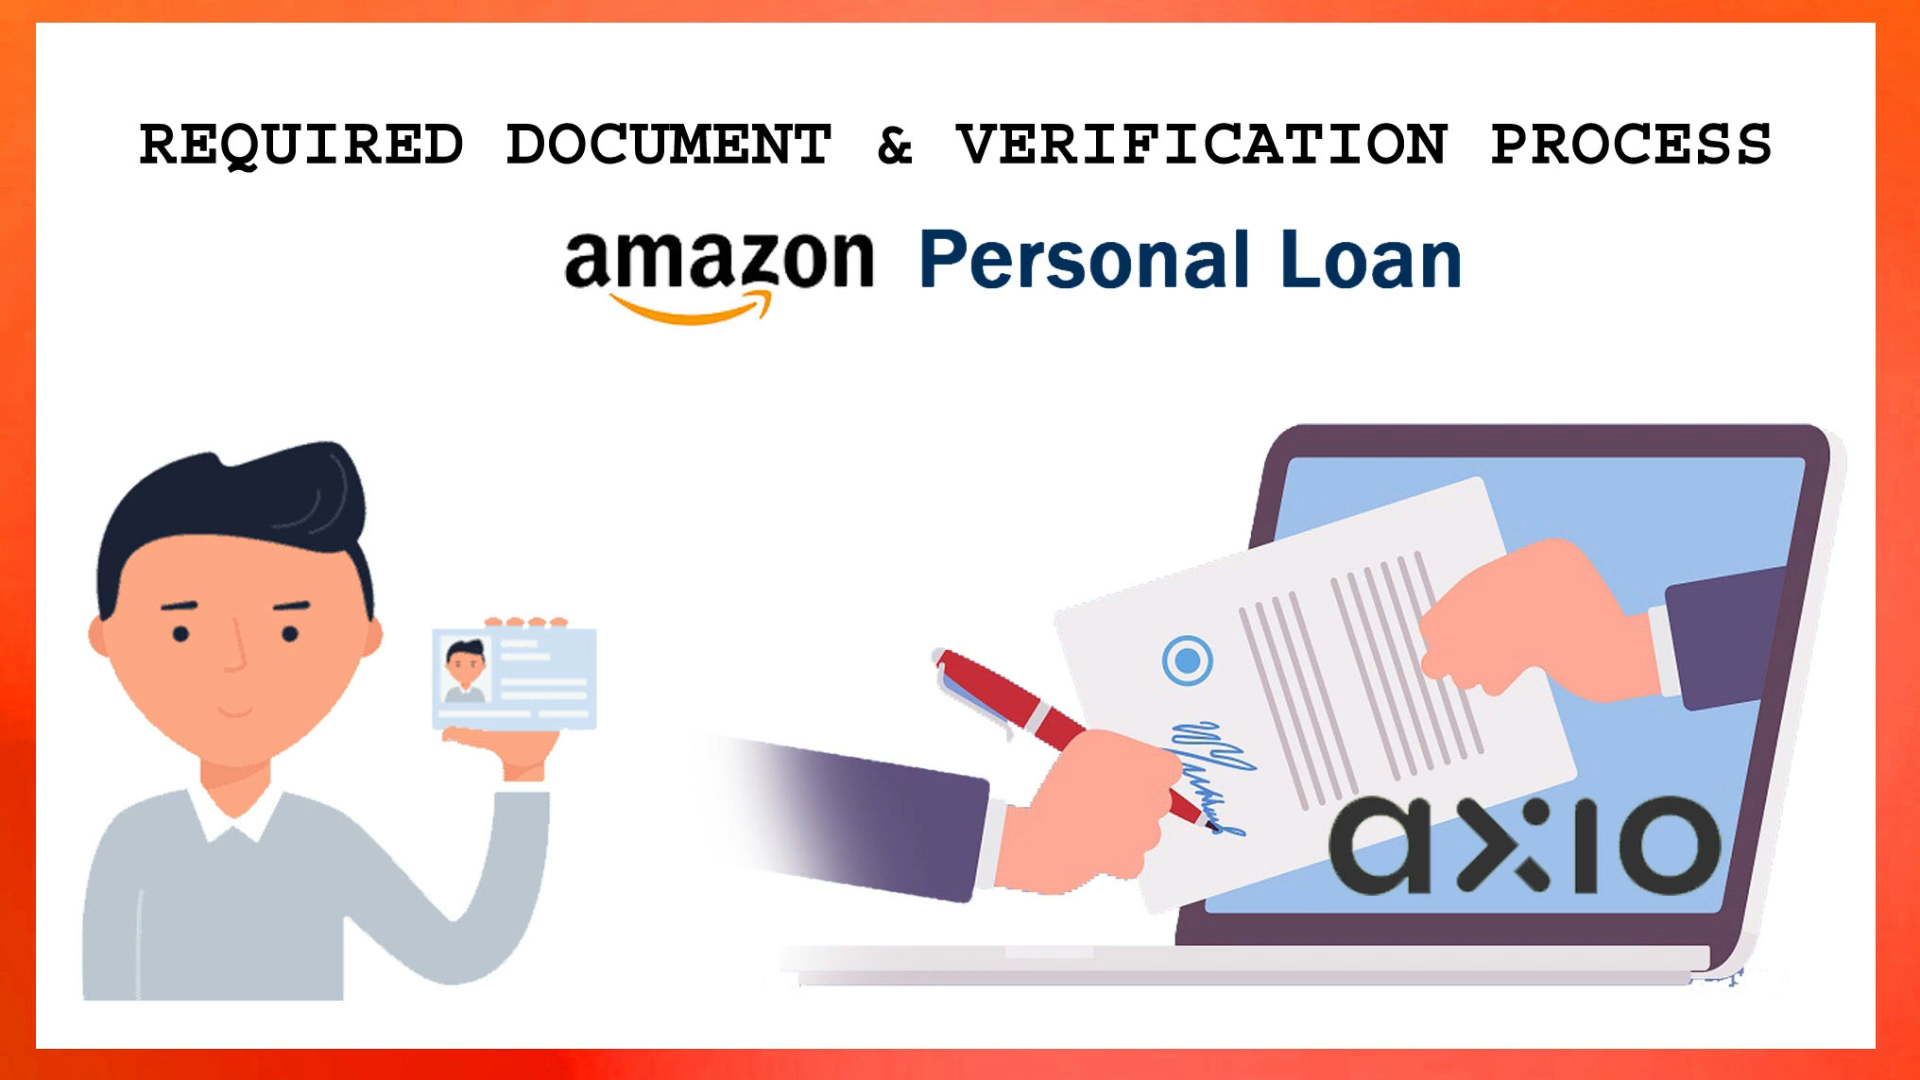 REQUIRED DOCUMENT & VERIFICATION PROCESS
amazon Personal Loan
axio